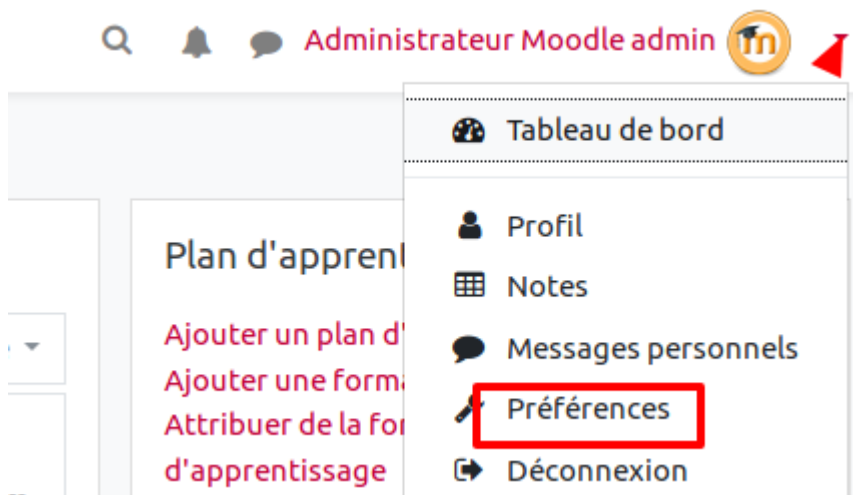 Administrateur Moodle admin
Tableau de bord
Profil
Notes
Messages personnels
Préférences
Déconnexion
Plan d'apprent
Ajouter un plan d'
Ajouter une forma
Attribuer de la for
d'apprentissage